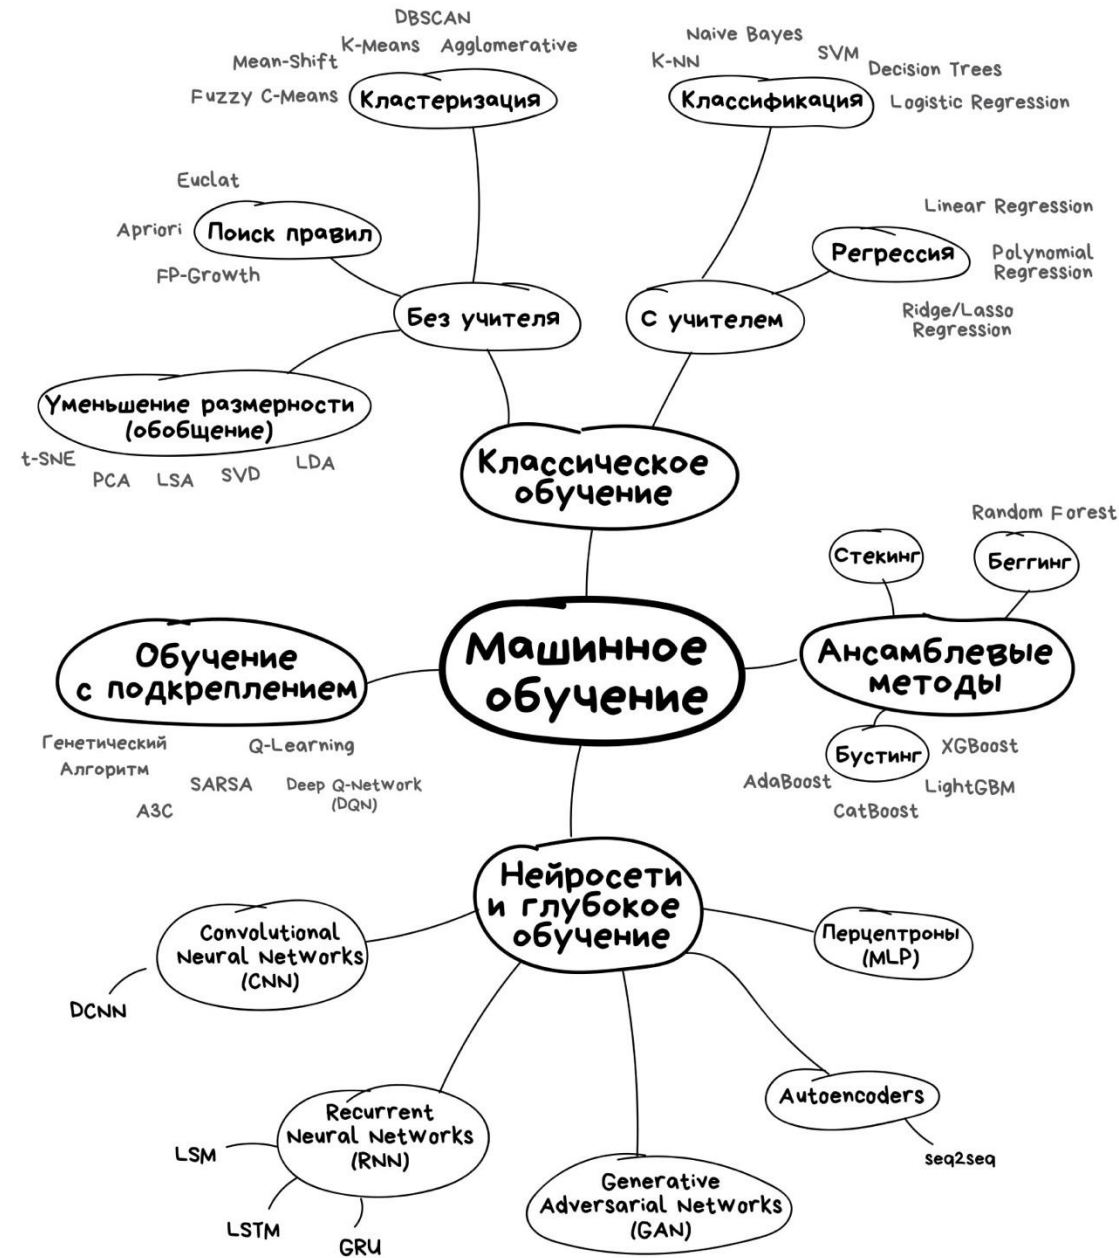 DBSCAN
K-Means
Agglomerative
Mean-Shift
Fuzzy C-Means
Кластеризация
Naive Bayes
K-NN
SVM
Decision Trees
Классификация
Logistic Regression
Euclat
Apriori
Поиск правил
FP-Growth
Linear Regression
Регрессия
Polynomial
Regression
Ridge/Lasso
Regression
Без учителя
С учителем
Уменьшение размерности
(обобщение)
t-SNE
PCA
LSA
SVD
LDA
Классическое
обучение
Random Forest
Стекинг
Беггинг
Машинное
обучение
Обучение
с подкреплением
Генетический
Алгоритм
Q-Learning
SARSA
Deep Q-Network
(DQN)
A3C
Ансамблевые
методы
Бустинг
XGBoost
AdaBoost
LightGBM
CatBoost
Нейросети
и глубокое
обучение
Convolutional
Neural Networks
(CNN)
DCNN
Перцептроны
(MLP)
Autoencoders
seq2seq
Recurrent
Neural Networks
(RNN)
LSM
LSTM
GRU
Generative
Adversarial Networks
(GAN)